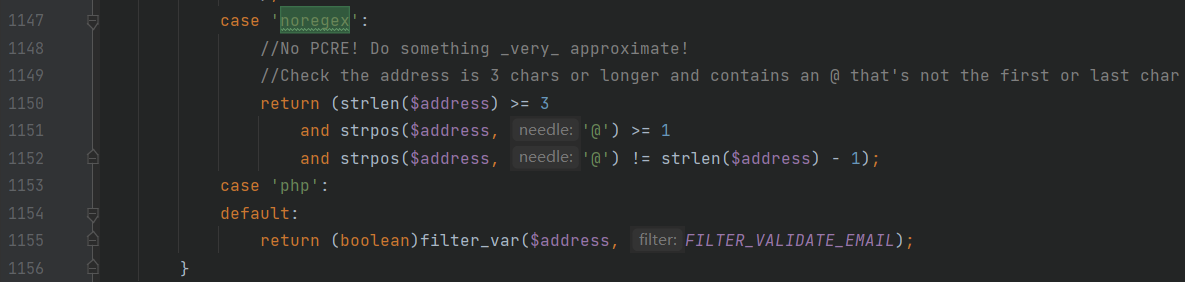 1147 case 'noregex':
1148 //No PCRE! Do something _very_ approximate!
1149 //Check the address is 3 chars or longer and contains an @ that's not the first or last char
1150 return (strlen($address) >= 3
1151 and strpos($address, needle: '@') >= 1
1152 and strpos($address, needle: '@') != strlen($address) - 1);
1153 case 'php':
1154 default:
1155 return (boolean)filter_var($address, filter: FILTER_VALIDATE_EMAIL);
1156 }